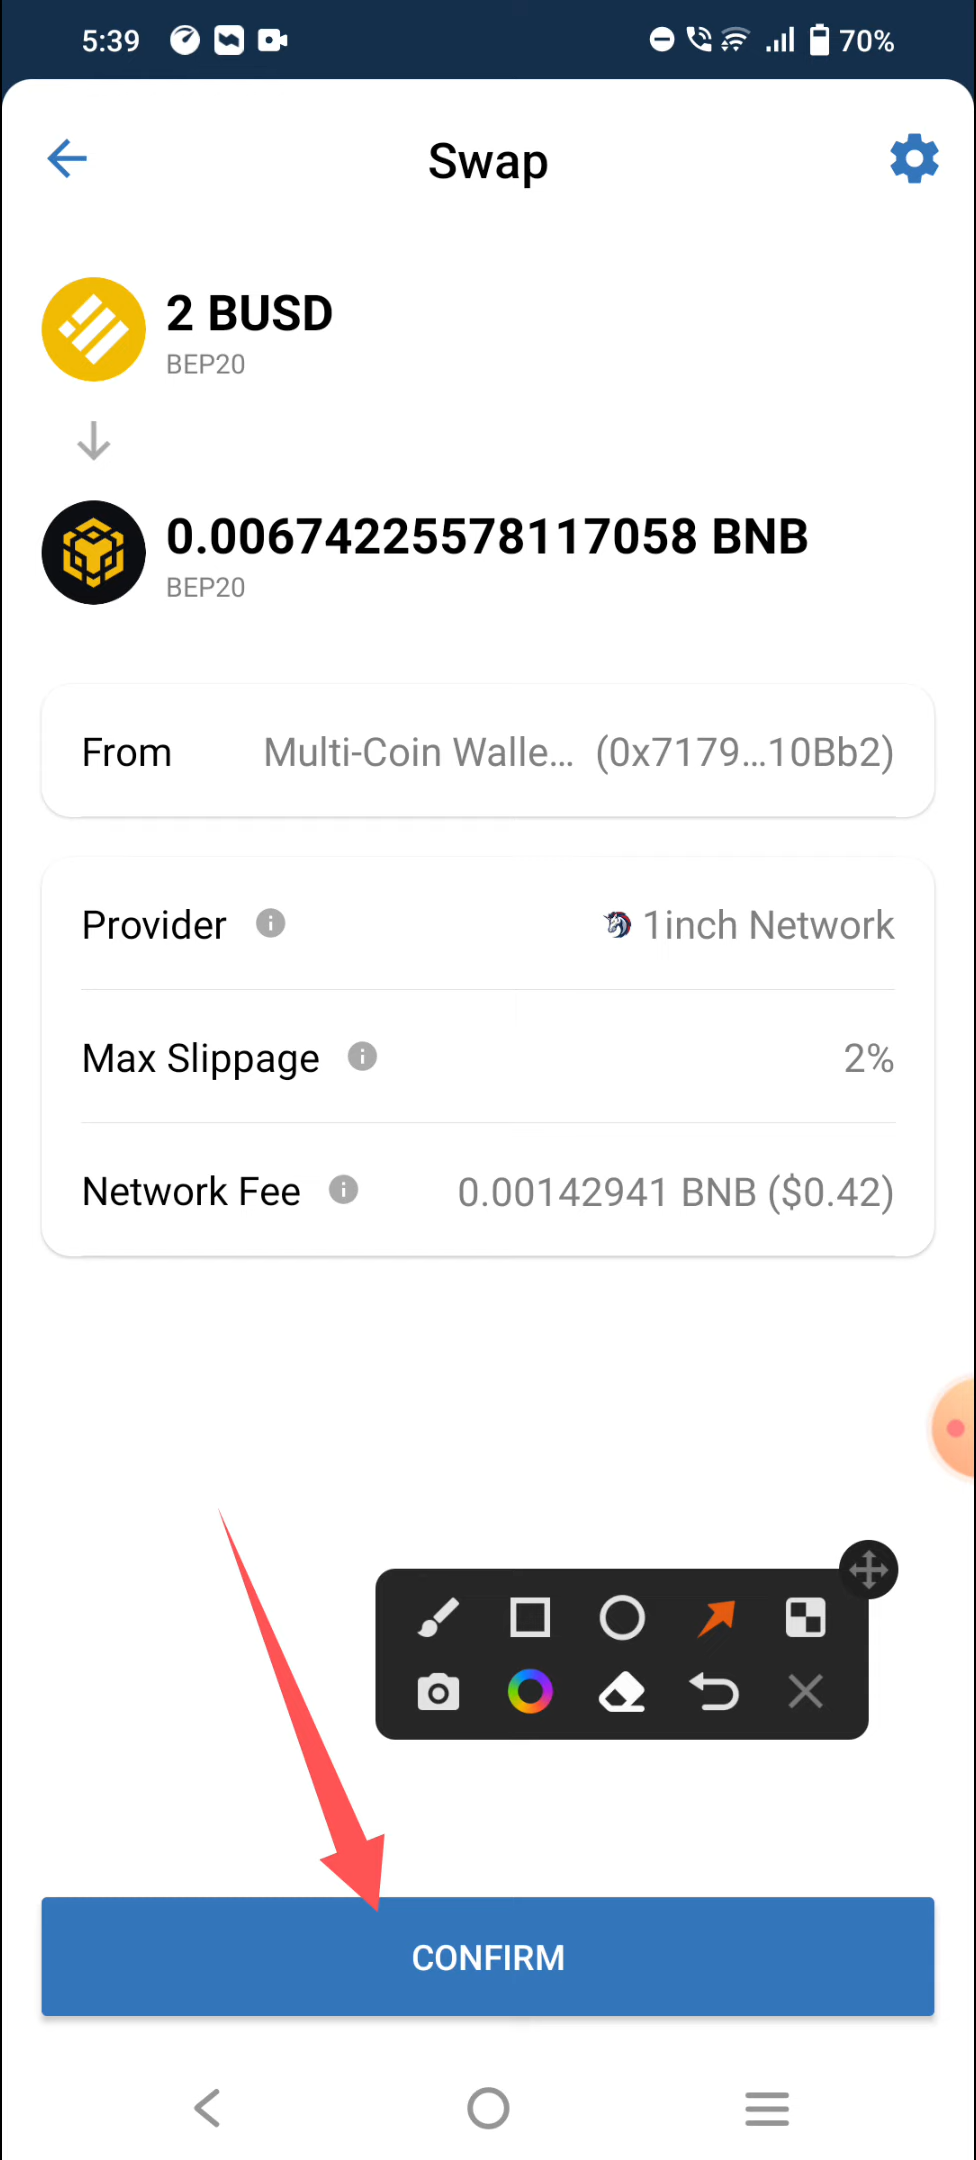 5:39
70%
Swap
2 BUSD
BEP20
0.00674225578117058 BNB
BEP20
From Multi-Coin Walle... (0x7179...10Bb2)
Provider 1inch Network
Max Slippage 2%
Network Fee 0.00142941 BNB ($0.42)
CONFIRM